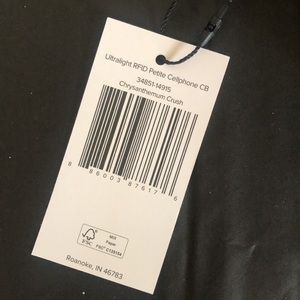 Ultralight RFID Petite Cellphone CB
34851-14915
Chrysanthemum Crush
8 86003 87617 6
FSC
MIX
Paper
FSC® C135134
Roanoke, IN 46783